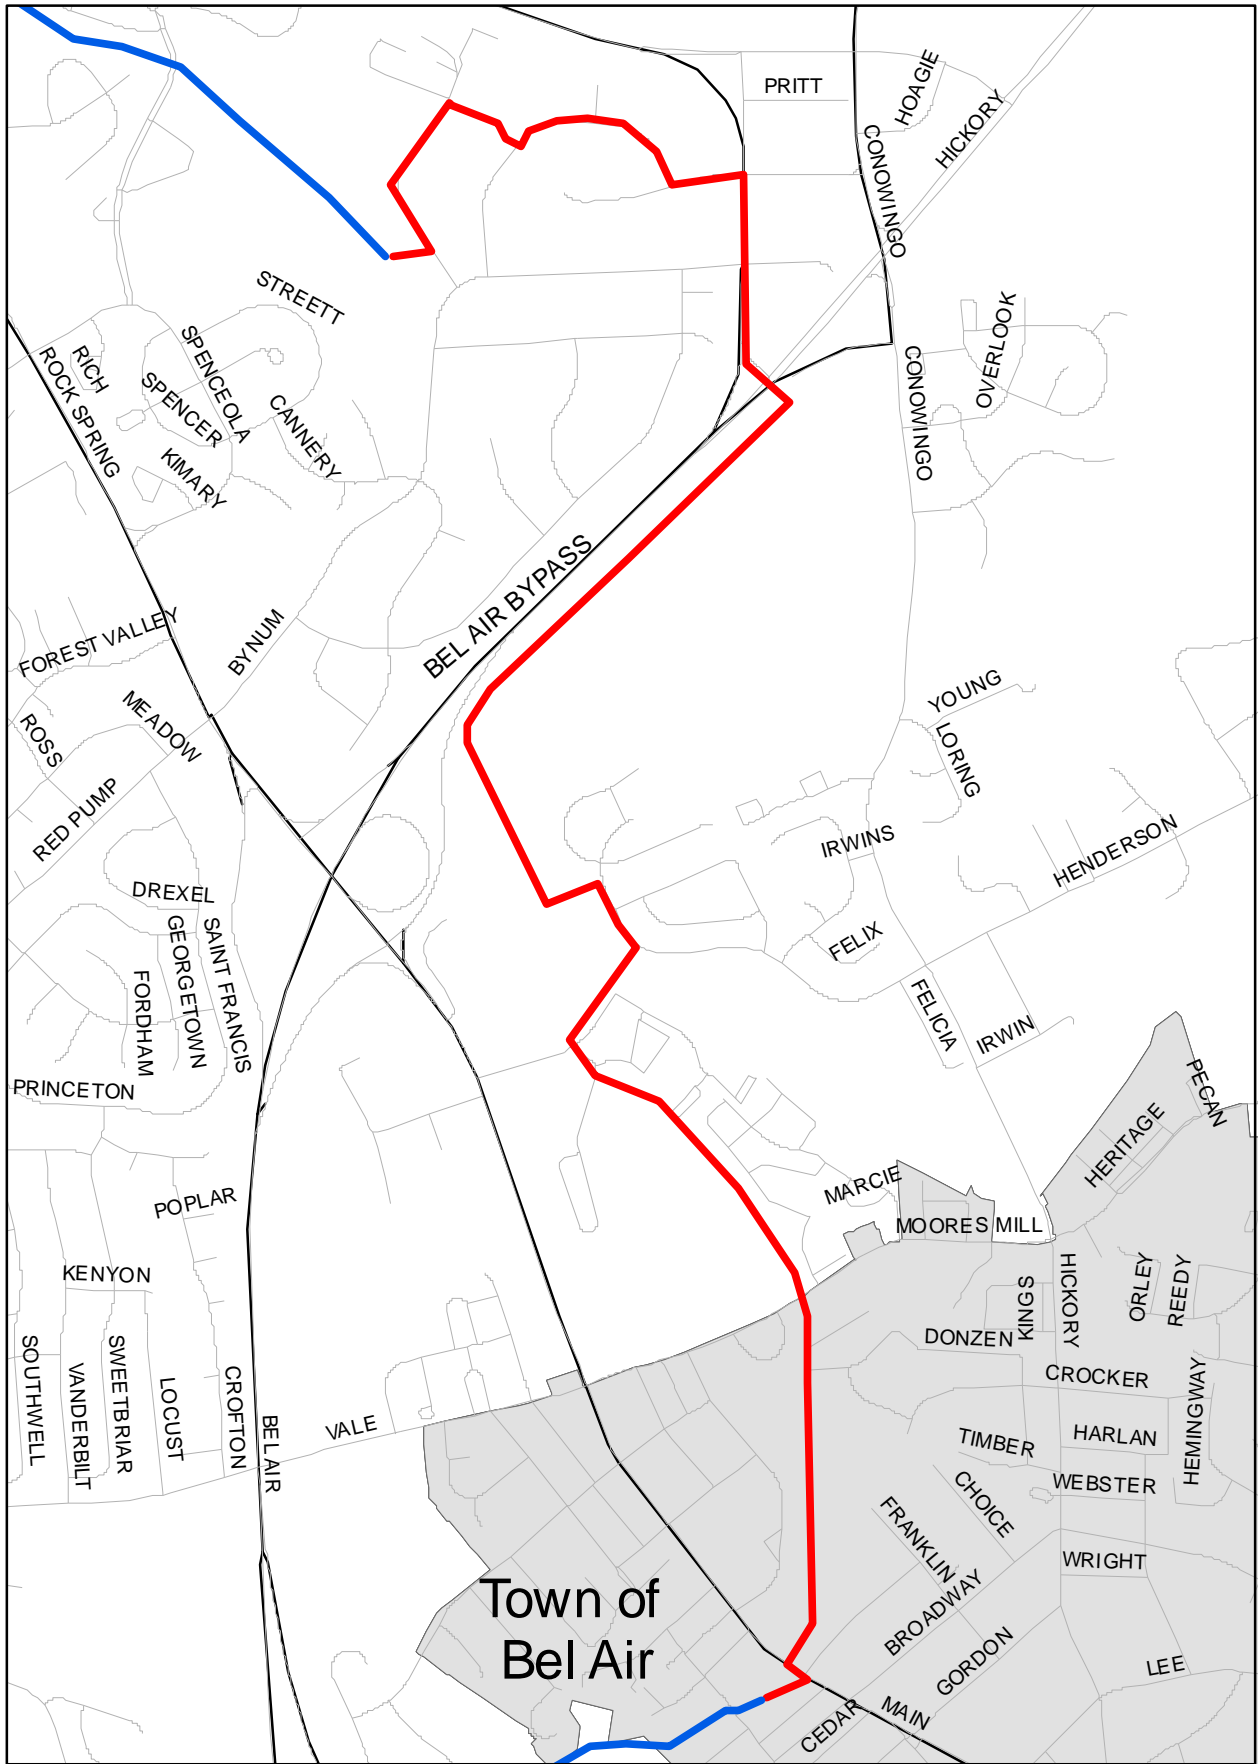 PRITT
HOAGIE
HICKORY
CONOWINGO
STREETT
SPENCEOLA
OVERLOOK
RICH
ROCK SPRING
SPENCER
CANNERY
CONOWINGO
KIMARY
BEL AIR BYPASS
FOREST VALLEY
BYNUM
MEADOW
ROSS
YOUNG
LORING
RED PUMP
IRWINS
HENDERSON
DREXEL
GEORGETOWN
SAINT FRANCIS
FELIX
FORDHAM
FELICIA
IRWIN
PRINCETON
PECAN
HERITAGE
POPLAR
MARCIE
MOORES MILL
KENYON
HICKORY
KINGS
ORLEY
REEDY
DONZEN
SOUTHWELL
VANDERBILT
SWEETBRIAR
LOCUST
CROFTON
BELAIR
VALE
CROCKER
HEMINGWAY
HARLAN
TIMBER
WEBSTER
CHOICE
FRANKLIN
WRIGHT
Town of
Bel Air
BROADWAY
GORDON
LEE
CEDAR
MAIN